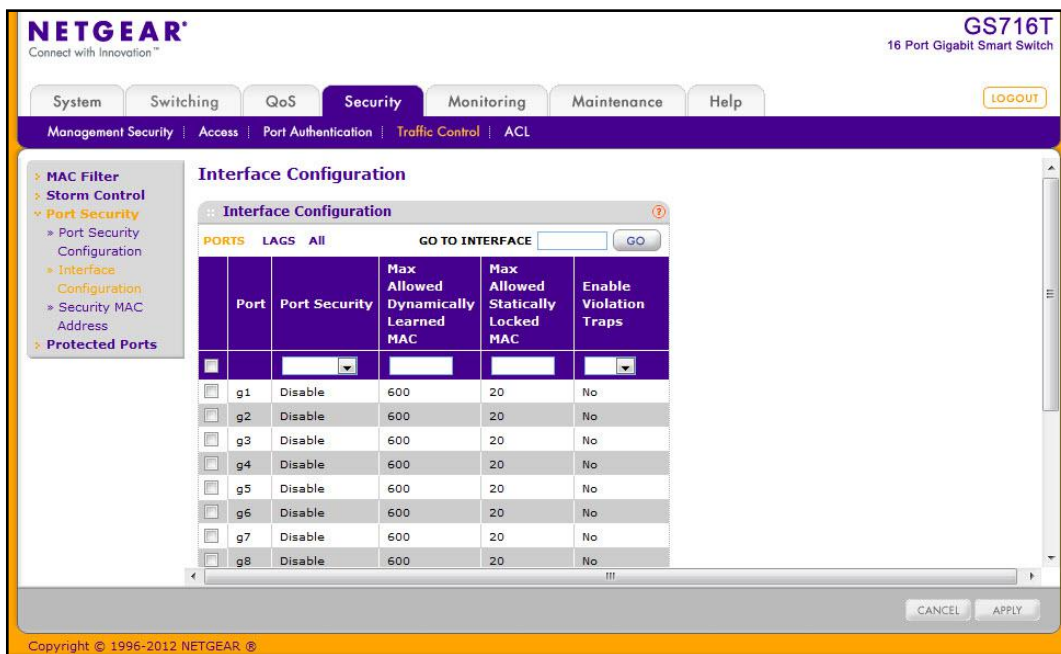 NETGEAR®
Connect with Innovation™
GS716T
16 Port Gigabit Smart Switch
System Switching QoS Security Monitoring Maintenance Help LOGOUT
Management Security Access Port Authentication Traffic Control ACL
MAC Filter
Storm Control
Port Security
Port Security
Configuration
Interface
Configuration
Security MAC
Address
Protected Ports
Interface Configuration
Interface Configuration ?
PORTS LAGS All GO TO INTERFACE GO
Port Port Security Max Allowed Dynamically Learned MAC Max Allowed Statically Locked MAC Enable Violation Traps
g1 Disable 600 20 No
g2 Disable 600 20 No
g3 Disable 600 20 No
g4 Disable 600 20 No
g5 Disable 600 20 No
g6 Disable 600 20 No
g7 Disable 600 20 No
g8 Disable 600 20 No
CANCEL APPLY
Copyright © 1996-2012 NETGEAR ®